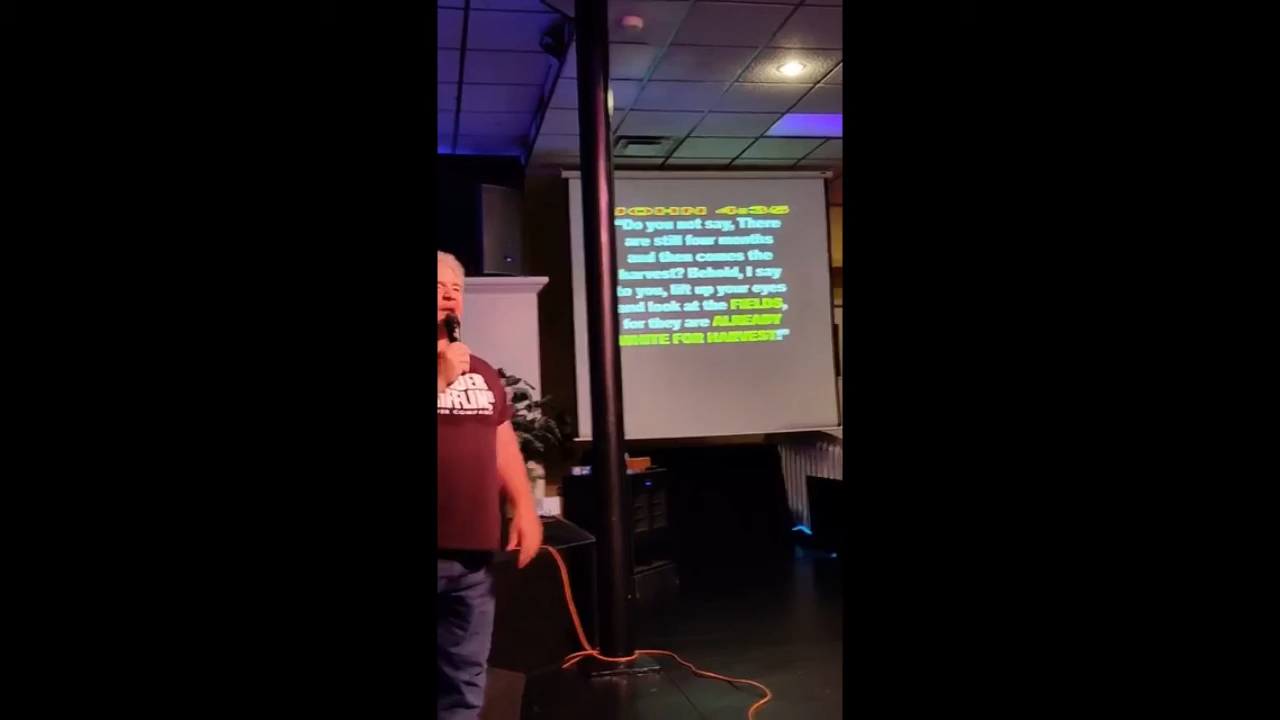 JOHN 4:35
"Do you not say, There
are still four months
and then comes the
harvest? Behold, I say
to you, lift up your eyes
and look at the FIELDS,
for they are ALREADY
WHITE FOR HARVEST!"